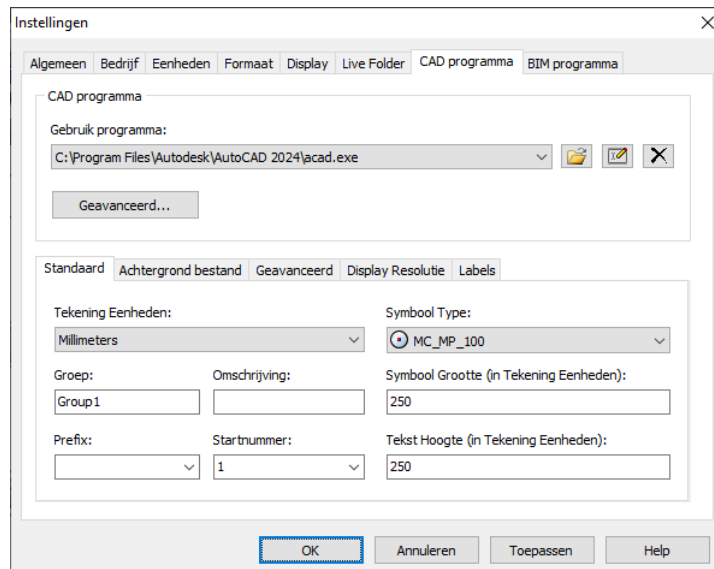 Instellingen
Algemeen Bedrijf Eenheden Formaat Display Live Folder CAD programma BIM programma
CAD programma
Gebruik programma:
C:\Program Files\Autodesk\AutoCAD 2024\acad.exe
Geavanceerd...
Standaard Achtergrond bestand Geavanceerd Display Resolutie Labels
Tekening Eenheden: Symbool Type:
Millimeters MC_MP_100
Groep: Omschrijving: Symbool Grootte (in Tekening Eenheden):
Group1 250
Prefix: Startnummer: Tekst Hoogte (in Tekening Eenheden):
1 250
OK Annuleren Toepassen Help